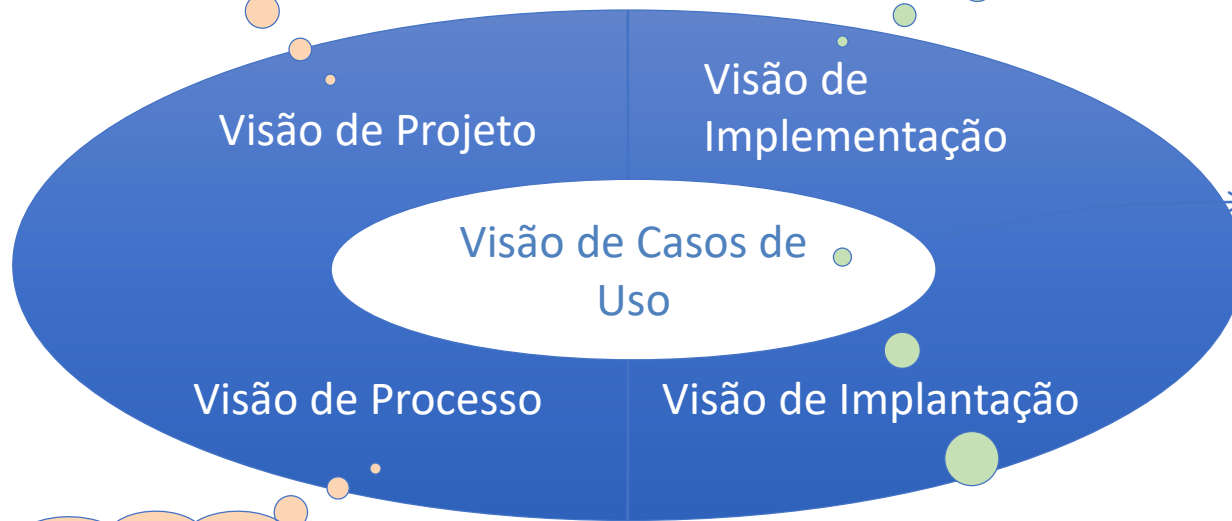 Visão de Projeto
Visão de
Implementação
Visão de Casos de
Uso
Visão de Processo
Visão de Implantação